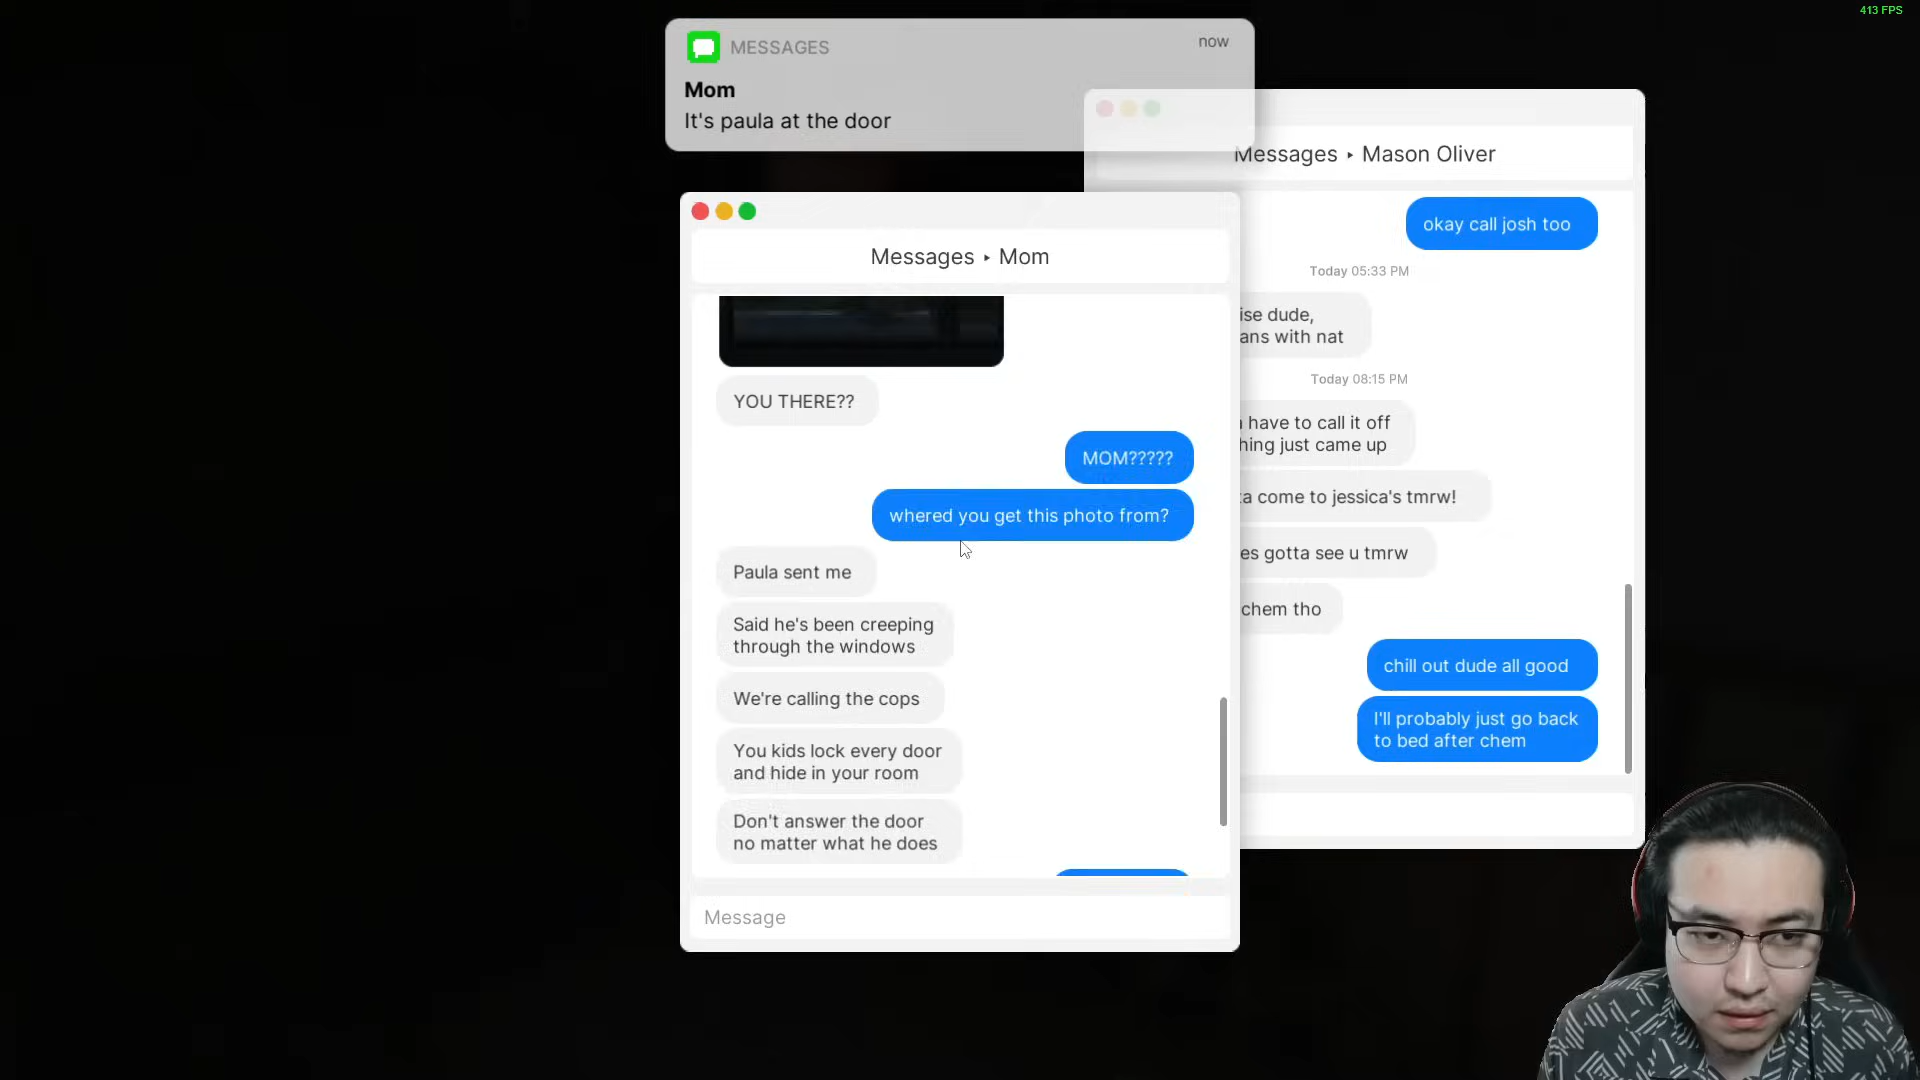 413 FPS
MESSAGES
now
Mom
It's paula at the door
Messages ‣ Mason Oliver
okay call josh too
Today 05:33 PM
ise dude,
ans with nat
Today 08:15 PM
have to call it off
hing just came up
ta come to jessica's tmrw!
es gotta see u tmrw
chem tho
chill out dude all good
I'll probably just go back
to bed after chem
Messages ‣ Mom
YOU THERE??
MOM?????
whered you get this photo from?
Paula sent me
Said he's been creeping
through the windows
We're calling the cops
You kids lock every door
and hide in your room
Don't answer the door
no matter what he does
Message